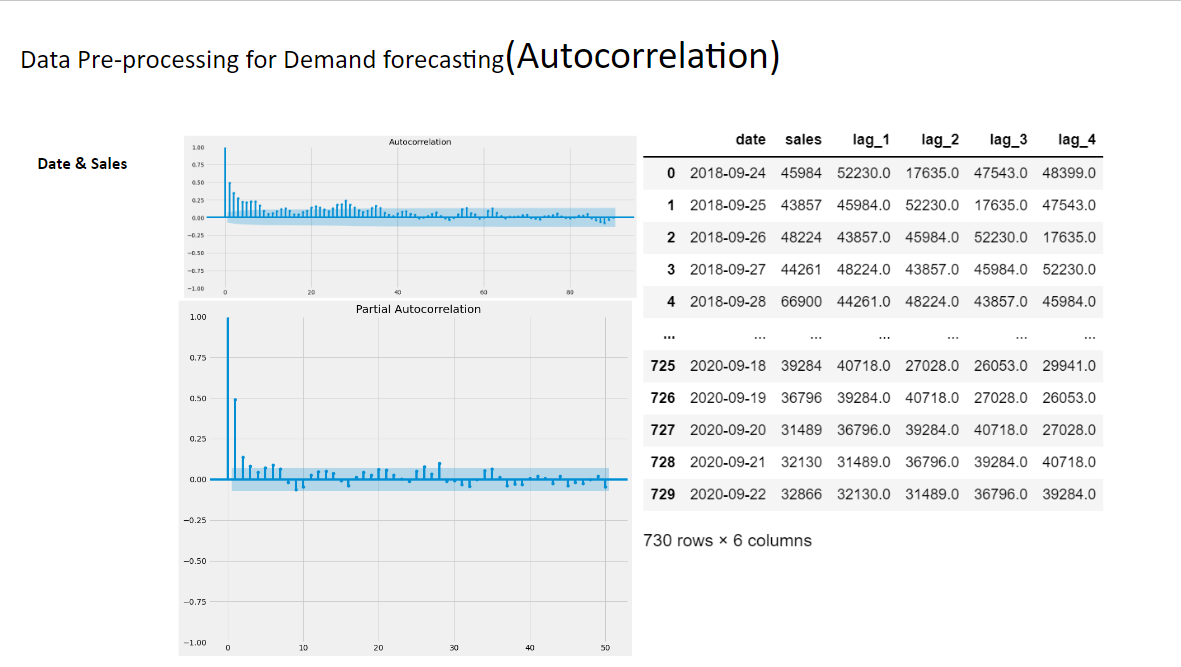 Data Pre-processing for Demand forecasting(Autocorrelation)
Date & Sales
Autocorrelation
1.00
0.75
0.50
0.25
0.00
−0.25
−0.50
−0.75
−1.00
0 20 40 60 80
Partial Autocorrelation
1.00
0.75
0.50
0.25
0.00
−0.25
−0.50
−0.75
−1.00
0 10 20 30 40 50
date sales lag_1 lag_2 lag_3 lag_4
0 2018-09-24 45984 52230.0 17635.0 47543.0 48399.0
1 2018-09-25 43857 45984.0 52230.0 17635.0 47543.0
2 2018-09-26 48224 43857.0 45984.0 52230.0 17635.0
3 2018-09-27 44261 48224.0 43857.0 45984.0 52230.0
4 2018-09-28 66900 44261.0 48224.0 43857.0 45984.0
... ... ... ... ... ... ...
725 2020-09-18 39284 40718.0 27028.0 26053.0 29941.0
726 2020-09-19 36796 39284.0 40718.0 27028.0 26053.0
727 2020-09-20 31489 36796.0 39284.0 40718.0 27028.0
728 2020-09-21 32130 31489.0 36796.0 39284.0 40718.0
729 2020-09-22 32866 32130.0 31489.0 36796.0 39284.0
730 rows × 6 columns